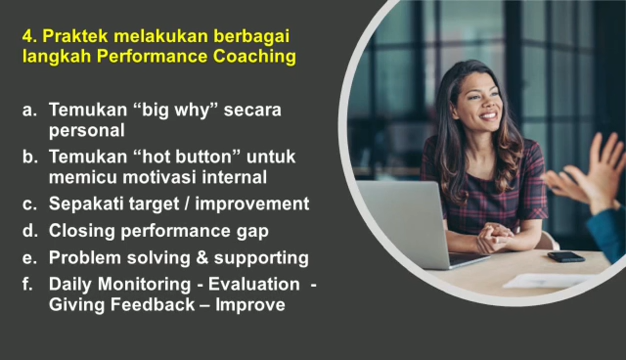 4. Praktek melakukan berbagai
langkah Performance Coaching
a. Temukan “big why” secara
personal
b. Temukan “hot button” untuk
memicu motivasi internal
c. Sepakati target / improvement
d. Closing performance gap
e. Problem solving & supporting
f. Daily Monitoring - Evaluation -
Giving Feedback – Improve